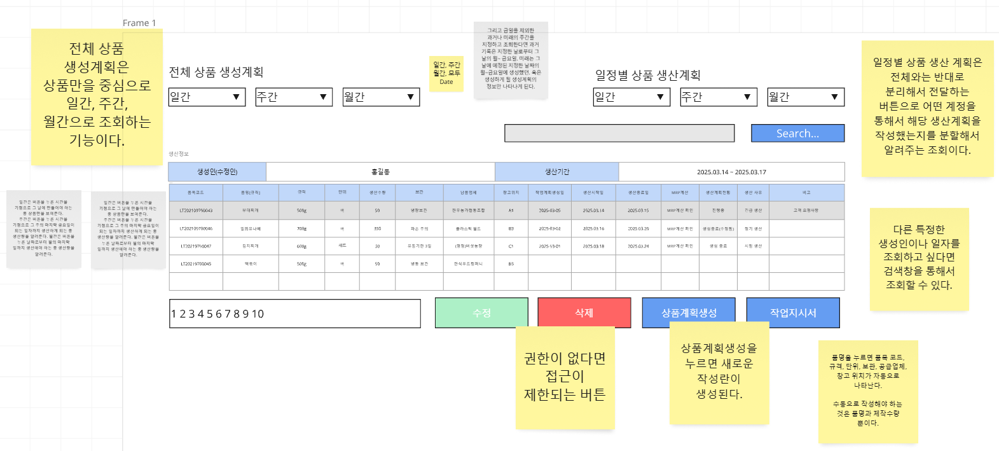 Frame 1
전체 상품
생성계획은
상품만을 중심으로
일간, 주간,
월간으로 조회하는
기능이다.
전체 상품 생성계획
일간 ▼ 주간 ▼ 월간 ▼
일간, 주간
월간, 모두
Date
그리고 금일을 제외한
과거나 미래의 주간을
지정하고 조회한다면 과거
기록은 지정한 날로부터 그
날의 월~ 금요일. 미래는 그
날에 예정된 지정한 날짜의
월~금요일에 생성했던, 혹은
생성하게 될 생성계획의
정보만 나타나게 된다.
일정별 상품 생산계획
일간 ▼ 주간 ▼ 월간 ▼
Search...
일정별 상품 생산 계획은
전체와는 반대로
분리해서 전달하는
버튼으로 어떤 계정을
통해서 해당 생산계획을
작성했는지를 분할해서
알려주는 조회이다.
생산정보
생성인(수정인) 홍길동 생산기간 2025.03.14 ~ 2025.03.17
품목코드 품명(규격) 규격 단위 생산수량 보관 납품업체 창고위치 작업계획생성일 생산시작일 생산종료일 MRP계산 생산계획현황 생산 사유 비고
LT202109700043 부대찌개 500g 팩 50 냉장보관 한우농가협동조합 A1 2025-03-05 2025.03.14 2025.03.15 MRP계산 확인 진행중 긴급 생산 고객 요청사항
LT202109700046 밀푀유나베 700g 팩 350 파손 주의 플라스틱 월드 B3 2025-03-02 2025.03.16 2025.03.20 MRP계산 확인 생성종료(수정됨) 정기 생산
LT20219700047 김치찌개 600g 세트 30 유통기한 3일 (청정)버섯농장 C1 2025-03-01 2025.03.18 2025.03.24 MRP계산 확인 생성 종료 시험 생산
LT20219700045 떡볶이 500g 팩 50 냉동 보관 한식푸드컴퍼니 B3
일간은 버튼을 누른 시간을
기점으로 그 날에 만들어야 하는
총 상품만을 보여준다.
주간은 버튼을 누른 시간을
기점으로 그 주의 마지막 금요일이
되는 일자까지 생산하게 되는 총
생산량을 알려준다. 월간은 버튼을
누른 날짜로부터 월의 마지막
일까지 생산해야 하는 총 생산량을
알려준다.
일간은 버튼을 누른 시간을
기점으로 그 날에 만들어야 하는
총 상품만을 보여준다.
주간은 버튼을 누른 시간을
기점으로 그 주의 마지막 금요일이
되는 일자까지 생산하게 되는 총
생산량을 알려준다. 월간은 버튼을
누른 날짜로부터 월의 마지막
일까지 생산해야 하는 총 생산량을
알려준다.
다른 특정한
생성인이나 일자를
조회하고 싶다면
검색창을 통해서
조회할 수 있다.
1 2 3 4 5 6 7 8 9 10
수정 삭제 상품계획생성 작업지시서
권한이 없다면
접근이
제한되는 버튼
상품계획생성을
누르면 새로운
작성란이
생성된다.
품명을 누르면 품목 코드,
규격, 단위, 보관, 공급업체,
창고 위치가 자동으로
나타난다.
수동으로 작성해야 하는
것은 품명과 제작수량
뿐이다.